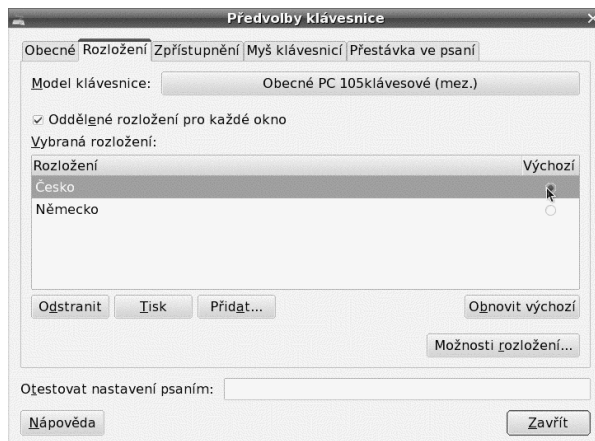 Předvolby klávesnice
Obecné Rozložení Zpřístupnění Myš klávesnicí Přestávka ve psaní
Model klávesnice: Obecné PC 105klávesové (mez.)
Oddělené rozložení pro každé okno
Vybraná rozložení:
Rozložení Výchozí
Česko
Německo
Odstranit Tisk Přidat... Obnovit výchozí
Možnosti rozložení...
Otestovat nastavení psaním:
Nápověda Zavřít